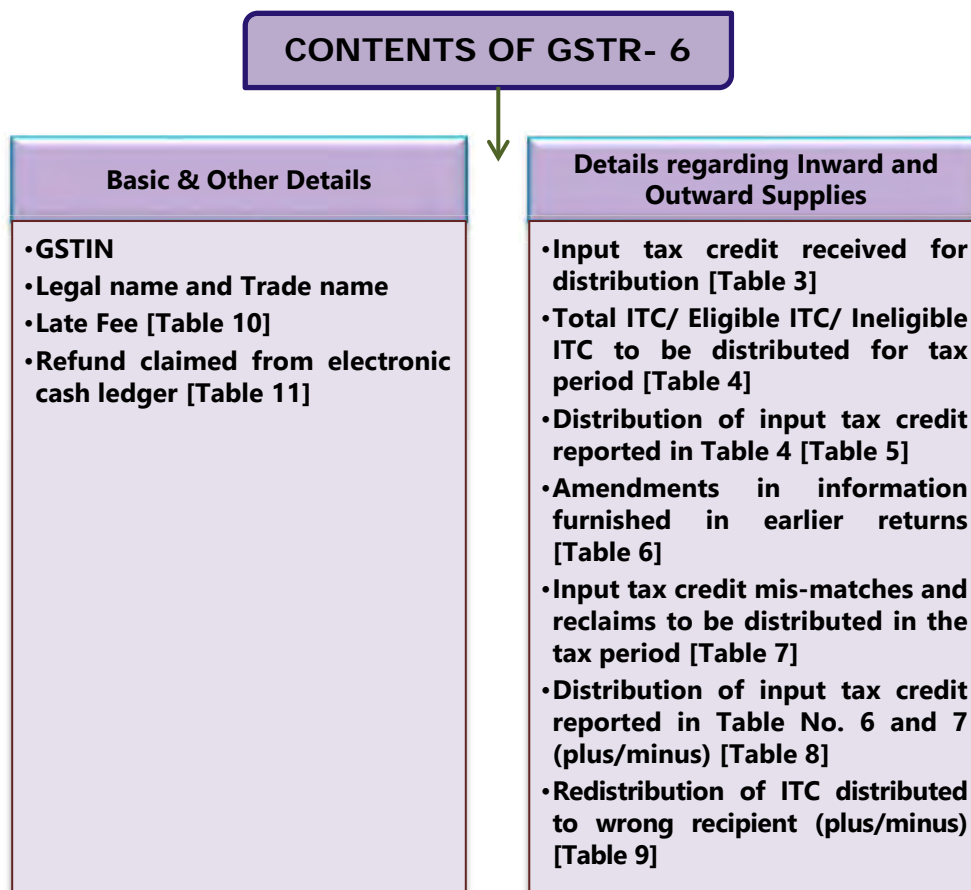 CONTENTS OF GSTR- 6
Basic & Other Details
•GSTIN
•Legal name and Trade name
•Late Fee [Table 10]
•Refund claimed from electronic
cash ledger [Table 11]
Details regarding Inward and
Outward Supplies
•Input tax credit received for
distribution [Table 3]
•Total ITC/ Eligible ITC/ Ineligible
ITC to be distributed for tax
period [Table 4]
•Distribution of input tax credit
reported in Table 4 [Table 5]
•Amendments in information
furnished in earlier returns
[Table 6]
•Input tax credit mis-matches and
reclaims to be distributed in the
tax period [Table 7]
•Distribution of input tax credit
reported in Table No. 6 and 7
(plus/minus) [Table 8]
•Redistribution of ITC distributed
to wrong recipient (plus/minus)
[Table 9]